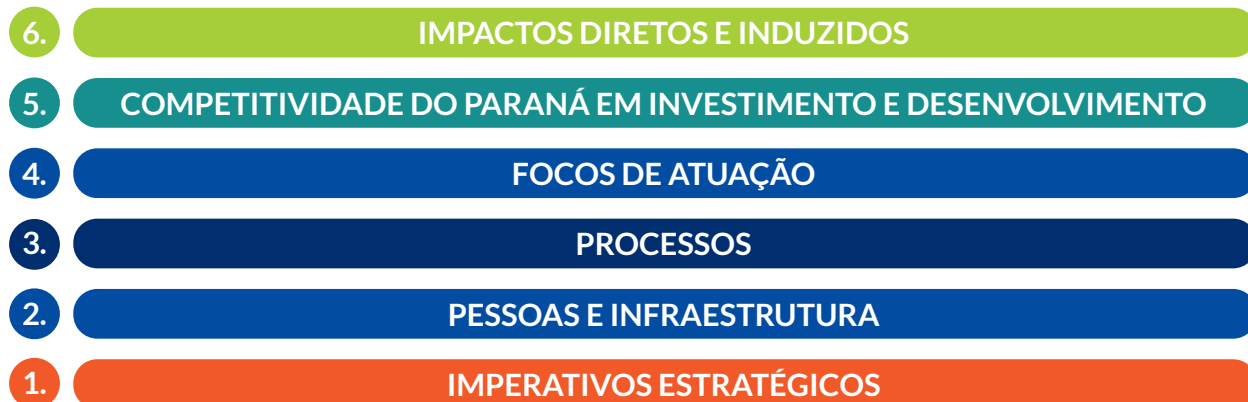 6. IMPACTOS DIRETOS E INDUZIDOS
5. COMPETITIVIDADE DO PARANÁ EM INVESTIMENTO E DESENVOLVIMENTO
4. FOCOS DE ATUAÇÃO
3. PROCESSOS
2. PESSOAS E INFRAESTRUTURA
1. IMPERATIVOS ESTRATÉGICOS